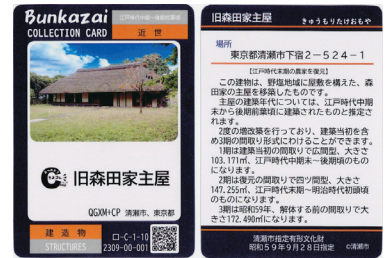 Bunkazai
COLLECTION CARD
江戸時代中期～後期前葉頃
近世
旧森田家主屋
QGXM+CP 清瀬市、東京都
建造物
STRUCTURES
ロ-C-1-10
2309-00-001
旧森田家主屋
きゅうもりたけおもや
場所
東京都清瀬市下宿2－524－1
【江戸時代末期の農家を復元】
この建物は、野塩地域に屋敷を構えた、森
田家の主屋を移築したものです。
主屋の建築年代については、江戸時代中期
末から後期前葉頃に建築されたものと推定さ
れます。
2度の増改築を行っており、建築当初を含
め3期の間取り形式にわけることができます。
1期は建築当初の間取りで広間型、大きさ
103.171㎡、江戸時代中期末～後期頃のもの
になります。
2期は復元の間取りで四ツ間型、大きさ
147.255㎡、江戸時代末期～明治時代初頭頃
のものになります。
3期は昭和59年、解体する前の間取りで大
きさ172.490㎡になります。
清瀬市指定有形文化財
昭和59年9月28日指定
©清瀬市